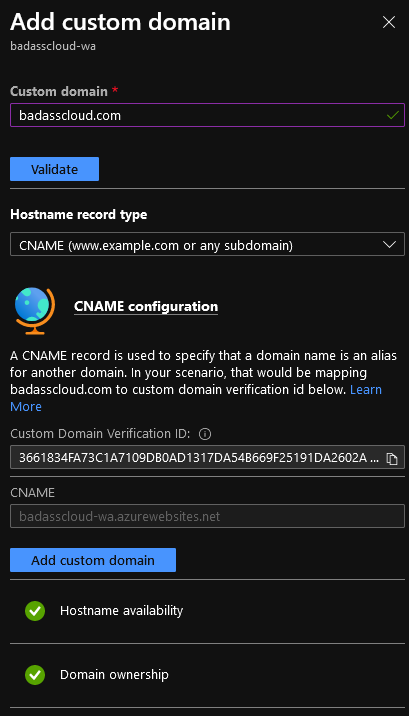 Add custom domain
badasscloud-wa
Custom domain *
badasscloud.com
Validate
Hostname record type
CNAME (www.example.com or any subdomain)
CNAME configuration
A CNAME record is used to specify that a domain name is an alias
for another domain. In your scenario, that would be mapping
badasscloud.com to custom domain verification id below. Learn
More
Custom Domain Verification ID:
3661834FA73C1A7109DB0AD1317DA54B669F25191DA2602A ...
CNAME
badasscloud-wa.azurewebsites.net
Add custom domain
Hostname availability
Domain ownership